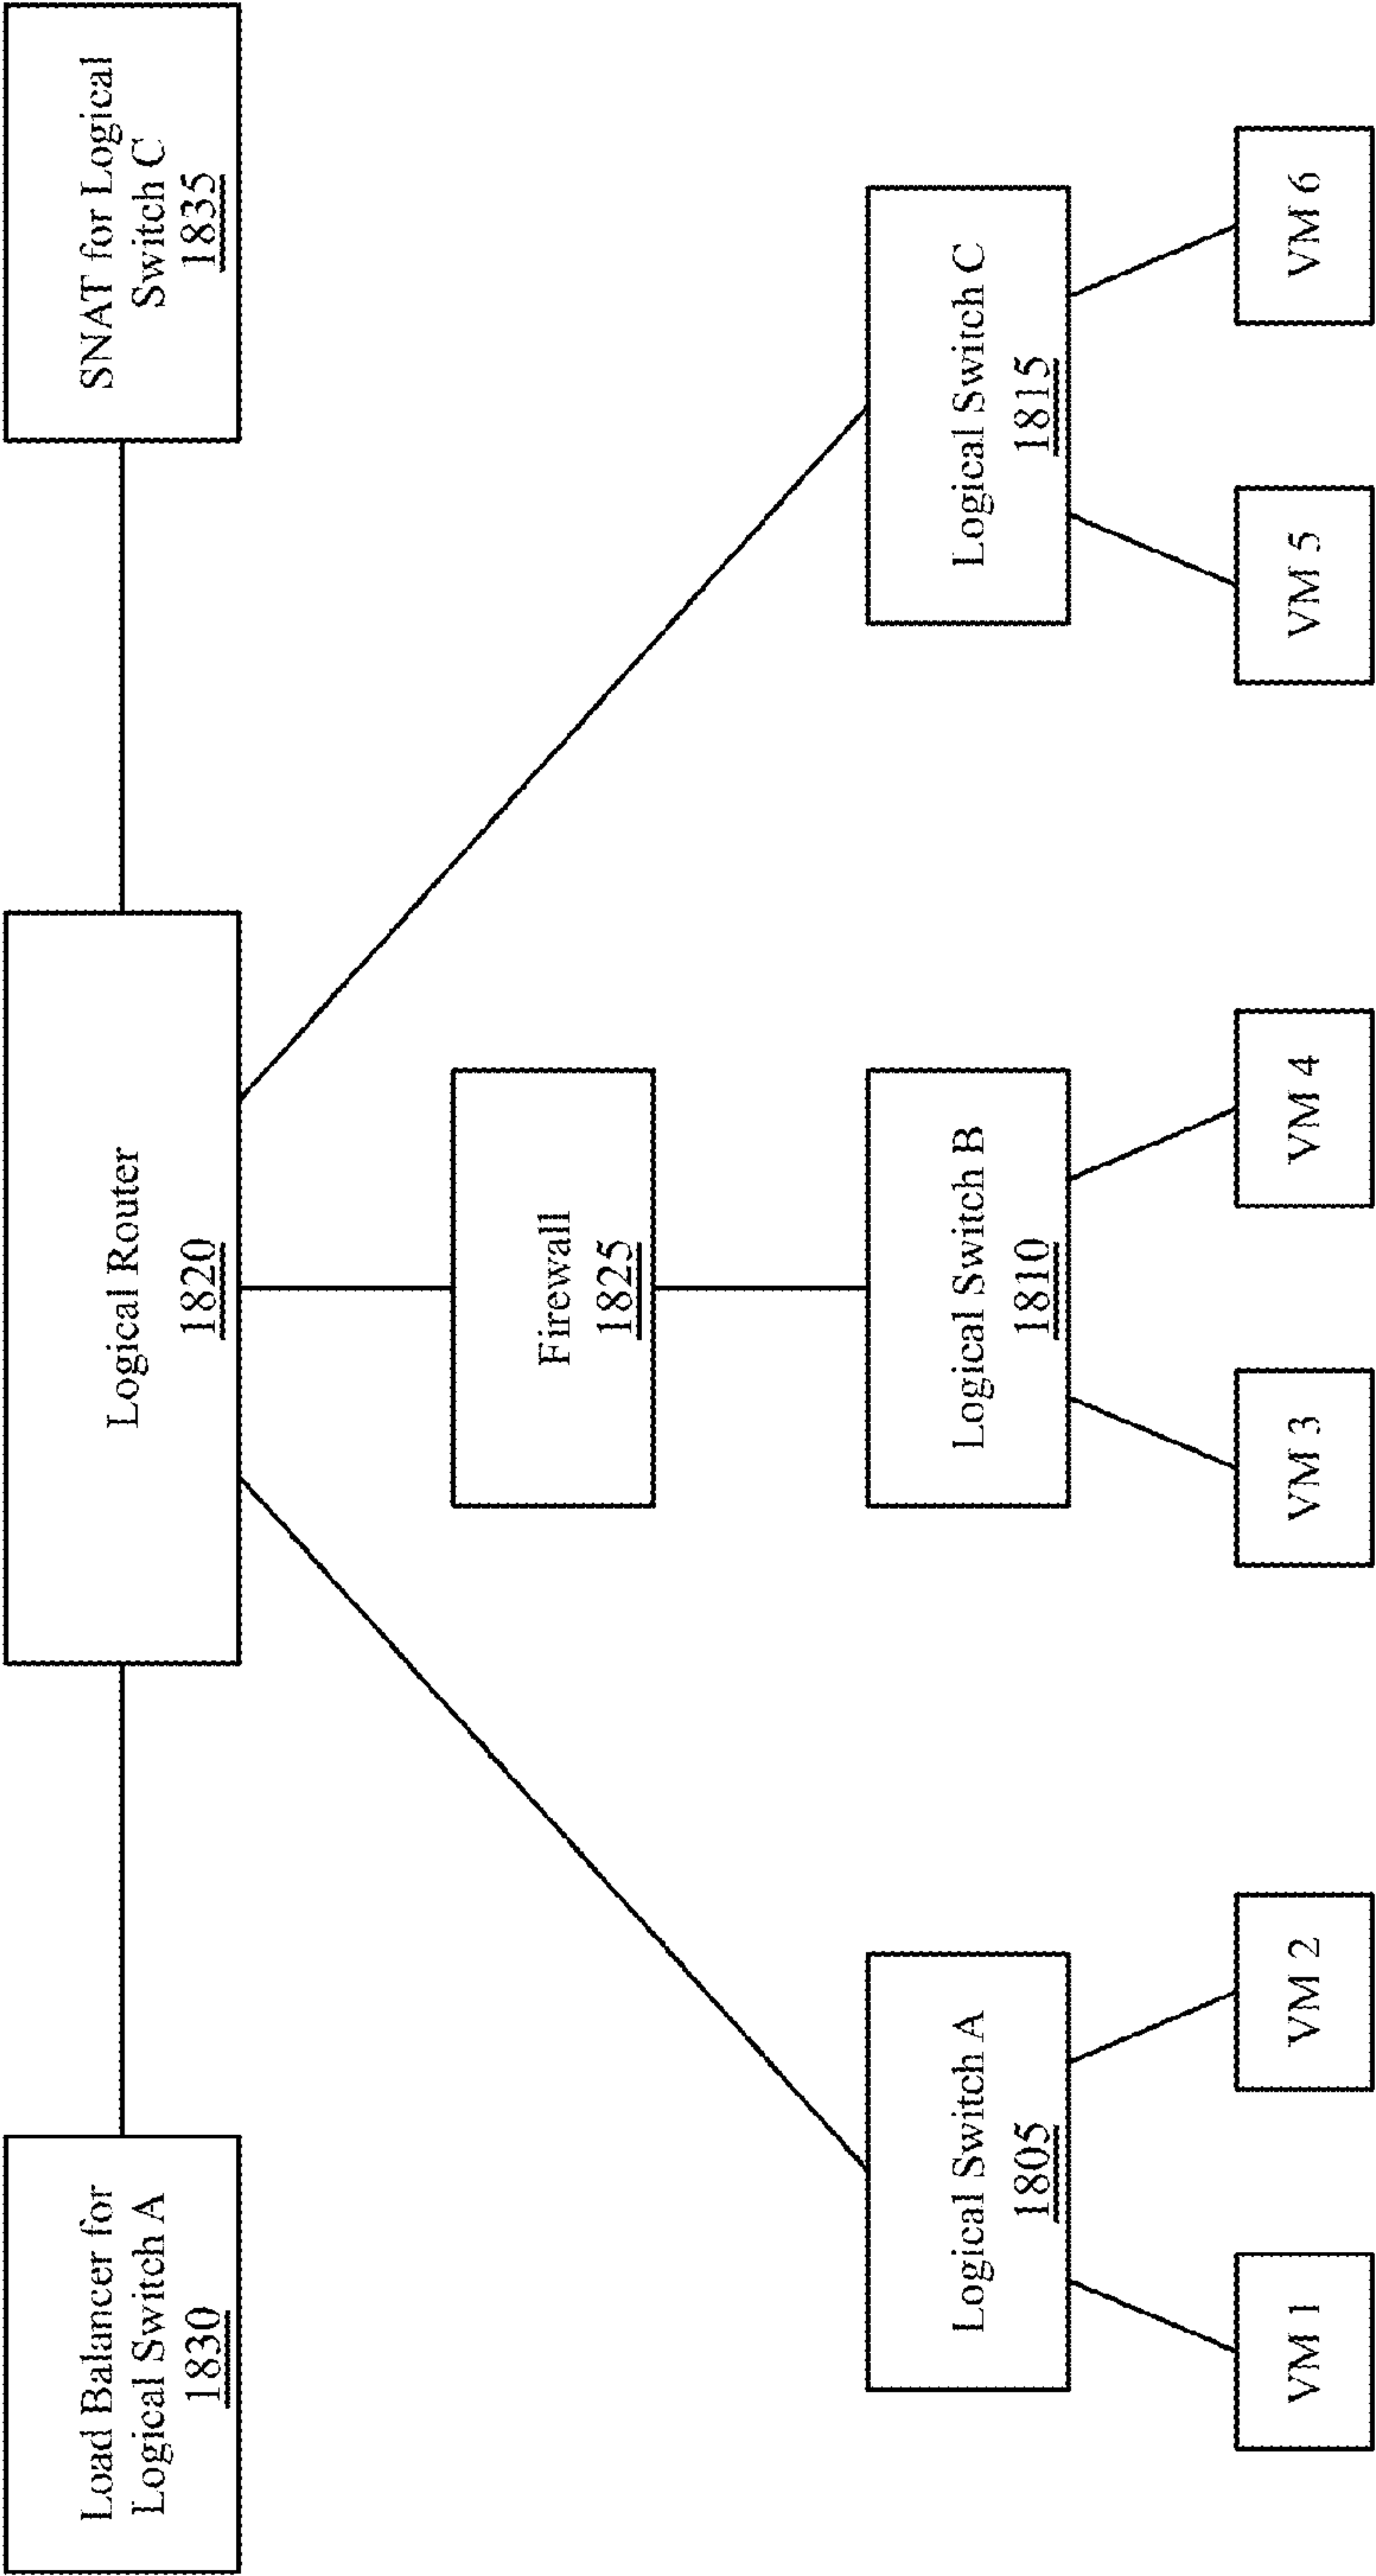 Load Balancer for
Logical Switch A
1830
Logical Router
1820
SNAT for Logical
Switch C
1835
Firewall
1825
Logical Switch A
1805
Logical Switch B
1810
Logical Switch C
1815
VM 1
VM 2
VM 3
VM 4
VM 5
VM 6